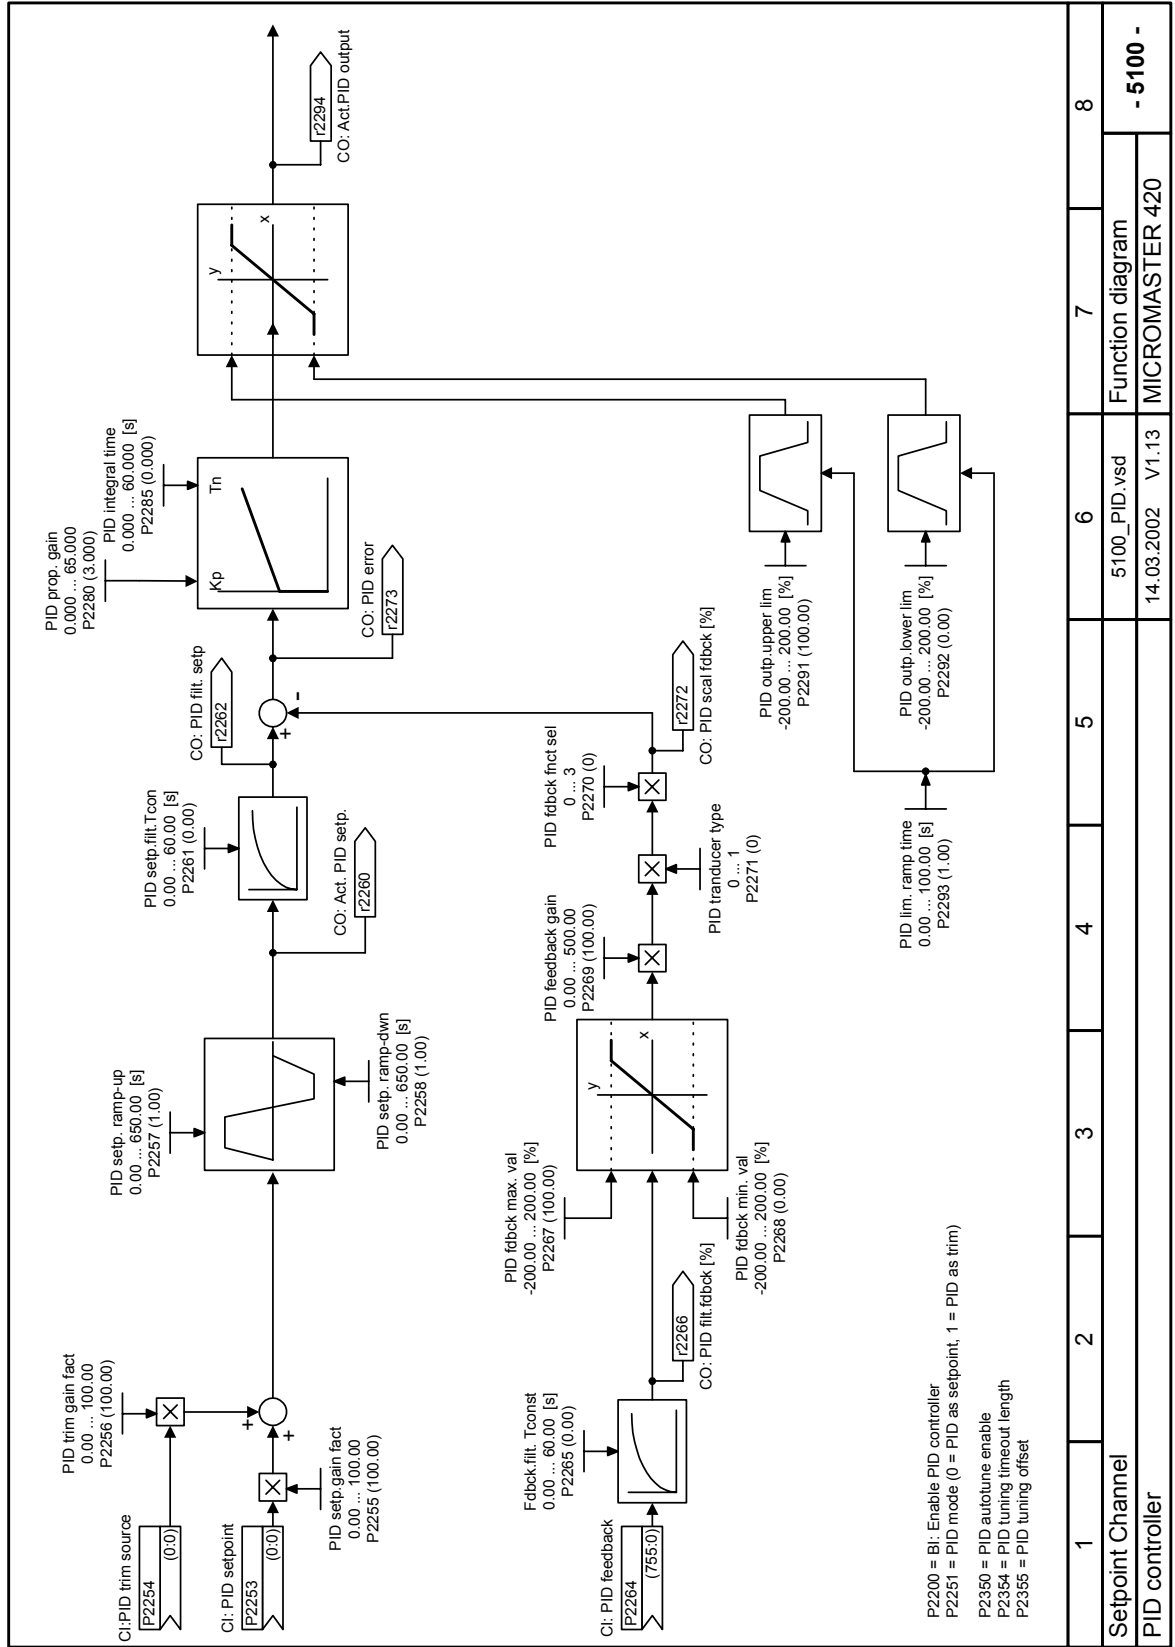 CI:PID trim source
P2254
(0:0)
CI: PID setpoint
P2253
(0:0)
PID trim gain fact
0.00 ... 100.00
P2256 (100.00)
+
+
PID setp.gain fact
0.00 ... 100.00
P2255 (100.00)
PID setp. ramp-up
0.00 ... 650.00 [s]
P2257 (1.00)
PID setp. ramp-dwn
0.00 ... 650.00 [s]
P2258 (1.00)
CO: Act. PID setp.
r2260
PID setp.filt.Tcon
0.00 ... 60.00 [s]
P2261 (0.00)
CO: PID filt. setp
r2262
+
-
CO: PID error
r2273
PID prop. gain
0.000 ... 65.000
P2280 (3.000)
PID integral time
0.000 ... 60.000 [s]
P2285 (0.000)
Kp
Tn
y
x
r2294
CO: Act.PID output
CI: PID feedback
P2264
(755:0)
Fdbck.filt. Tconst
0.00 ... 60.00 [s]
P2265 (0.00)
r2266
CO: PID filt.fdbck [%]
PID fdbck max. val
-200.00 ... 200.00 [%]
P2267 (100.00)
PID fdbck min. val
-200.00 ... 200.00 [%]
P2268 (0.00)
y
x
PID feedback gain
0.00 ... 500.00
P2269 (100.00)
PID tranducer type
0 ... 1
P2271 (0)
PID fdbck fnct sel
0 ... 3
P2270 (0)
r2272
CO: PID scal fdbck [%]
PID outp.upper lim
-200.00 ... 200.00 [%]
P2291 (100.00)
PID outp.lower lim
-200.00 ... 200.00 [%]
P2292 (0.00)
PID lim. ramp time
0.00 ... 100.00 [s]
P2293 (1.00)
P2200 = BI: Enable PID controller
P2251 = PID mode (0 = PID as setpoint, 1 = PID as trim)
P2350 = PID autotune enable
P2354 = PID tuning timeout length
P2355 = PID tuning offset
1 2 3 4 5 6 7 8
Setpoint Channel
5100_PID.vsd
Function diagram
- 5100 -
PID controller
14.03.2002 V1.13
MICROMASTER 420